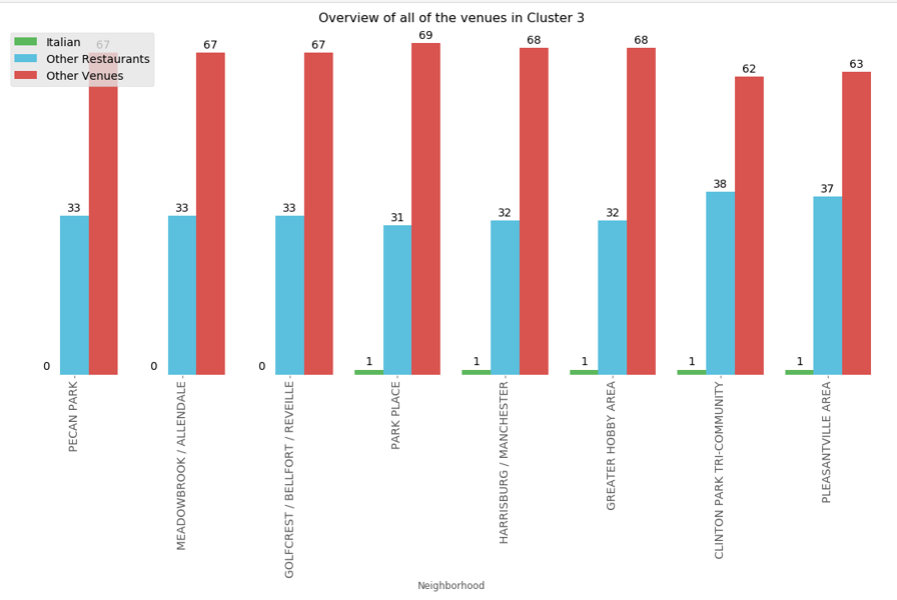 Overview of all of the venues in Cluster 3
Italian
Other Restaurants
Other Venues
67
67
67
69
68
68
62
63
33
33
33
31
32
32
38
37
0
0
0
1
1
1
1
1
PECAN PARK
MEADOWBROOK / ALLENDALE
GOLFCREST / BELLFORT / REVEILLE
PARK PLACE
HARRISBURG / MANCHESTER
GREATER HOBBY AREA
CLINTON PARK TRI-COMMUNITY
PLEASANTVILLE AREA
Neighborhood